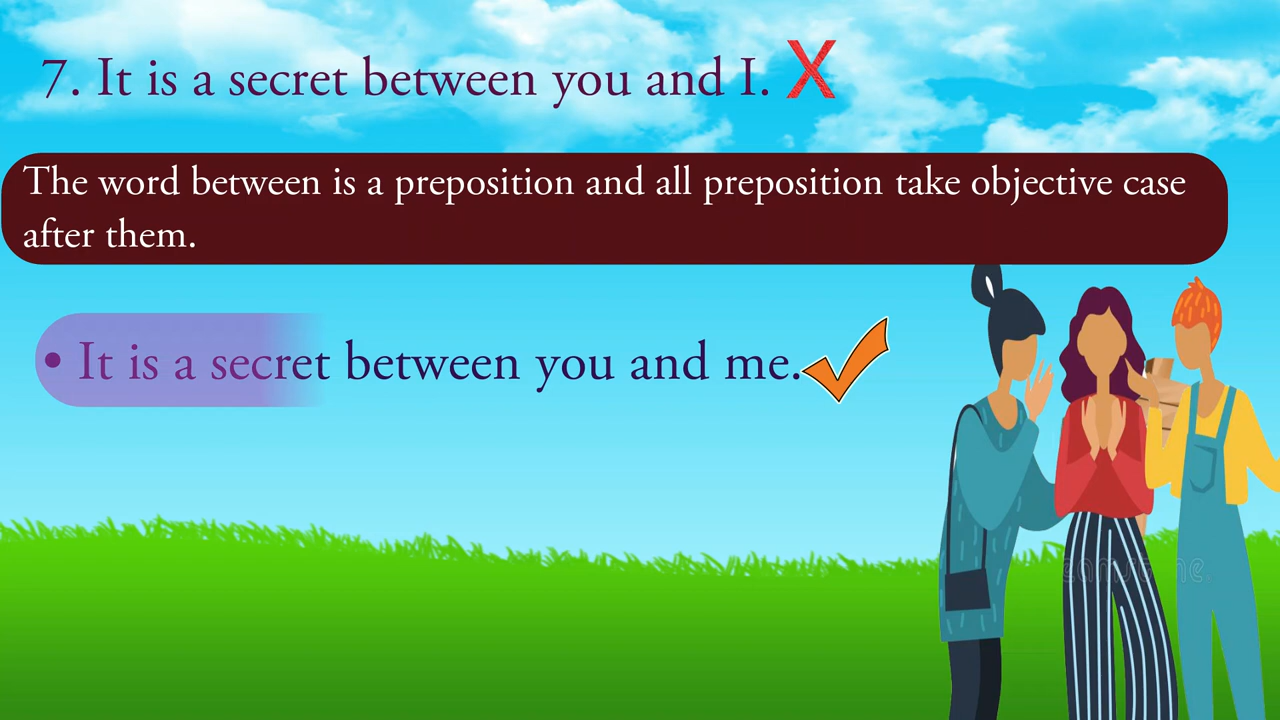 7. It is a secret between you and I. X
The word between is a preposition and all preposition take objective case
after them.
• It is a secret between you and me.